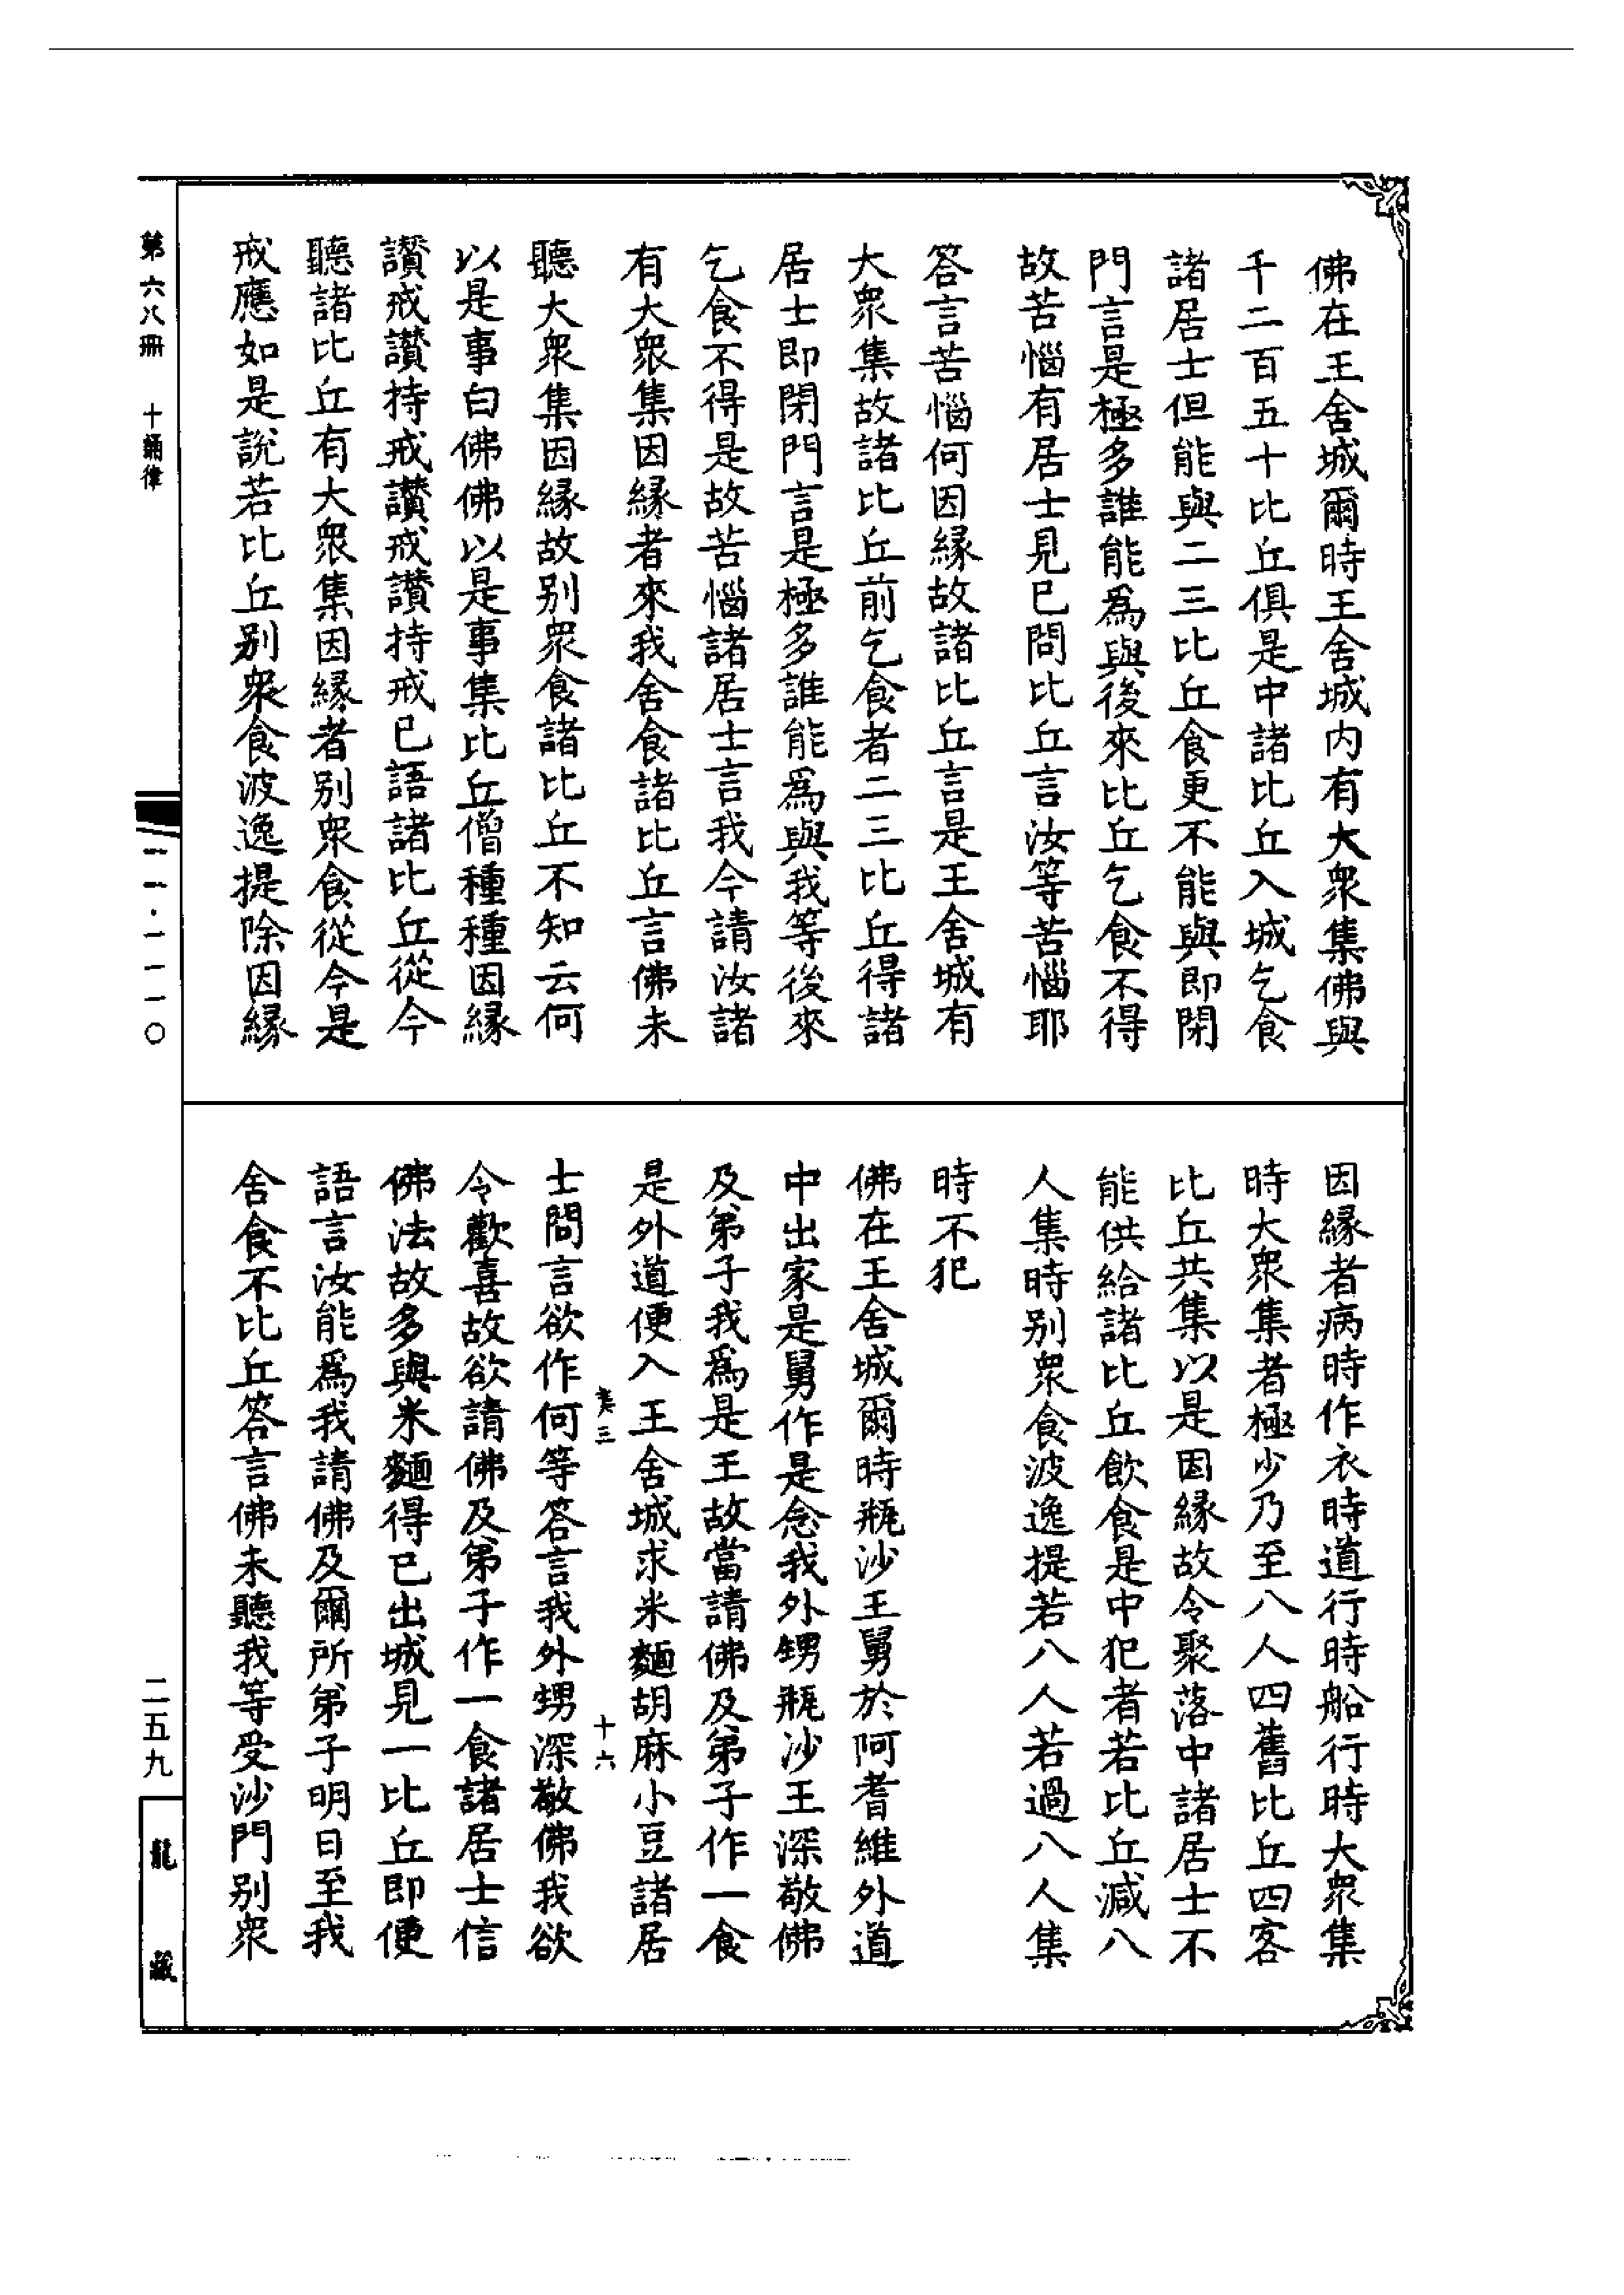 佛在王舍城爾時王舍城内有大衆集佛與
千二百五十比丘俱是中諸比丘入城乞食
諸居士但能與二三比丘食更不能與即閉
門言是極多誰能爲與後來比丘乞食不得
故苦惱有居士見已問比丘言汝等苦惱耶
答言苦惱何因縁故諸比丘言是王舍城有
大衆集故諸比丘前乞食者二三比丘得諸
居士即閉門言是極多誰能爲與我等後來
乞食不得是故苦惱諸居士言我今請汝諸
有大衆集因縁者來我舍食諸比丘言佛未
聽大衆集因縁故别衆食諸比丘不知云何
以是事白佛佛以是事集比丘僧種種因縁
讃戒讃持戒讃戒讃持戒已語諸比丘從今
聽諸比丘有大衆集因縁者别衆食從今是
戒應如是說若比丘别衆食波逸提除因縁
因縁者病時作衣時道行時船行時大衆集
時大衆集者極少乃至八人四舊比丘四客
比丘共集以是因縁故令聚落中諸居士不
能供給諸比丘飲食是中犯者若比丘減八
人集時别衆食波逸提若八人若過八人集
時不犯
佛在王舍城爾時瓶沙王舅於阿耆維外道
中出家是舅作是念我外甥瓶沙王深敬佛
及弟子我爲是王故當請佛及弟子作一食
是外道便入王舍城求米麵胡麻小豆諸居
士問言欲作何等答言我外甥深敬佛我欲
令歡喜故欲請佛及弟子作一食諸居士信
佛法故多與米麵得已出城見一比丘即便
語言汝能爲我請佛及爾所弟子明日至我
舍食不比丘答言佛未聽我等受沙門别衆
三 十六
第六八册 十誦律
一一·一一一〇
二五九
龍藏